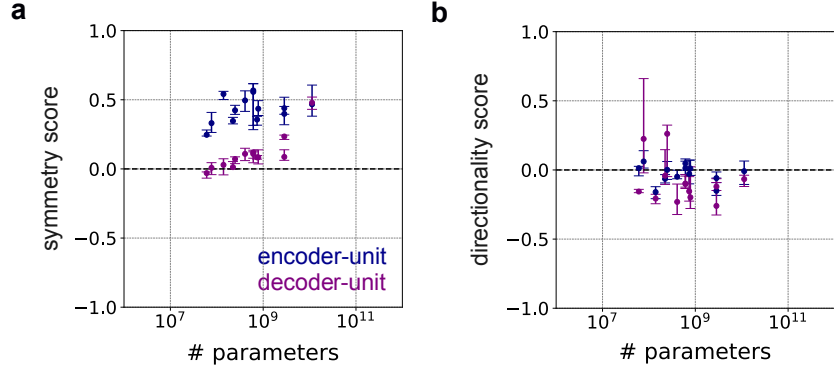 a
symmetry score
1.0
0.5
0.0
−0.5
−1.0
encoder-unit
decoder-unit
10^7
10^9
10^11
# parameters
b
directionality score
1.0
0.5
0.0
−0.5
−1.0
10^7
10^9
10^11
# parameters